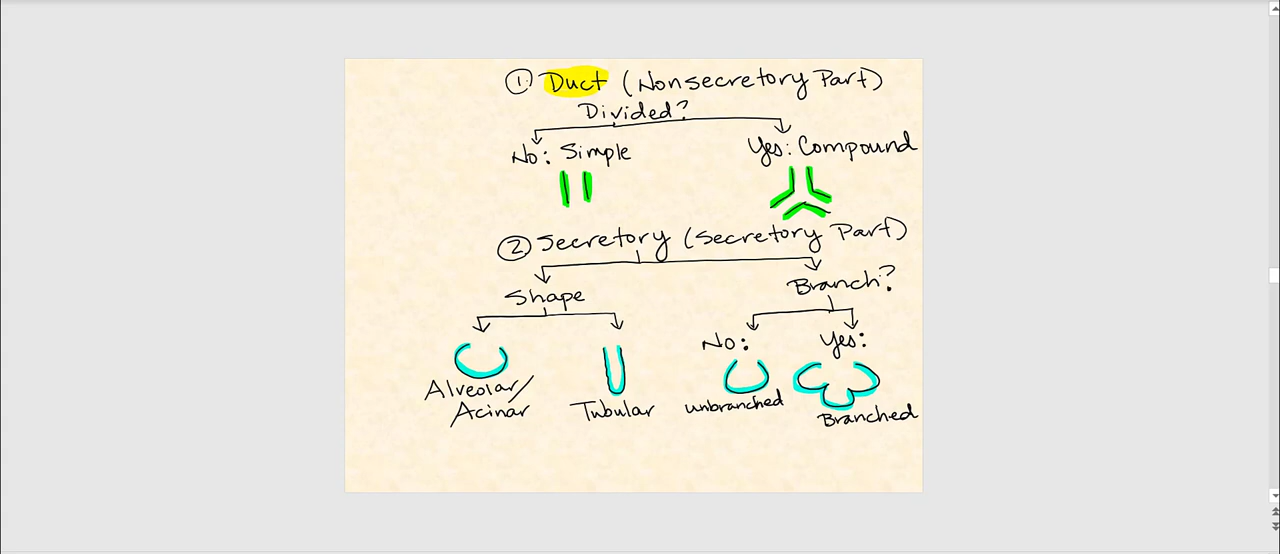 ① Duct (Nonsecretory Part)
Divided?
No: Simple
Yes: Compound
② Secretory (Secretory Part)
Shape
Branch?
No:
Yes:
Alveolar/
Acinar
Tubular
unbranched
Branched